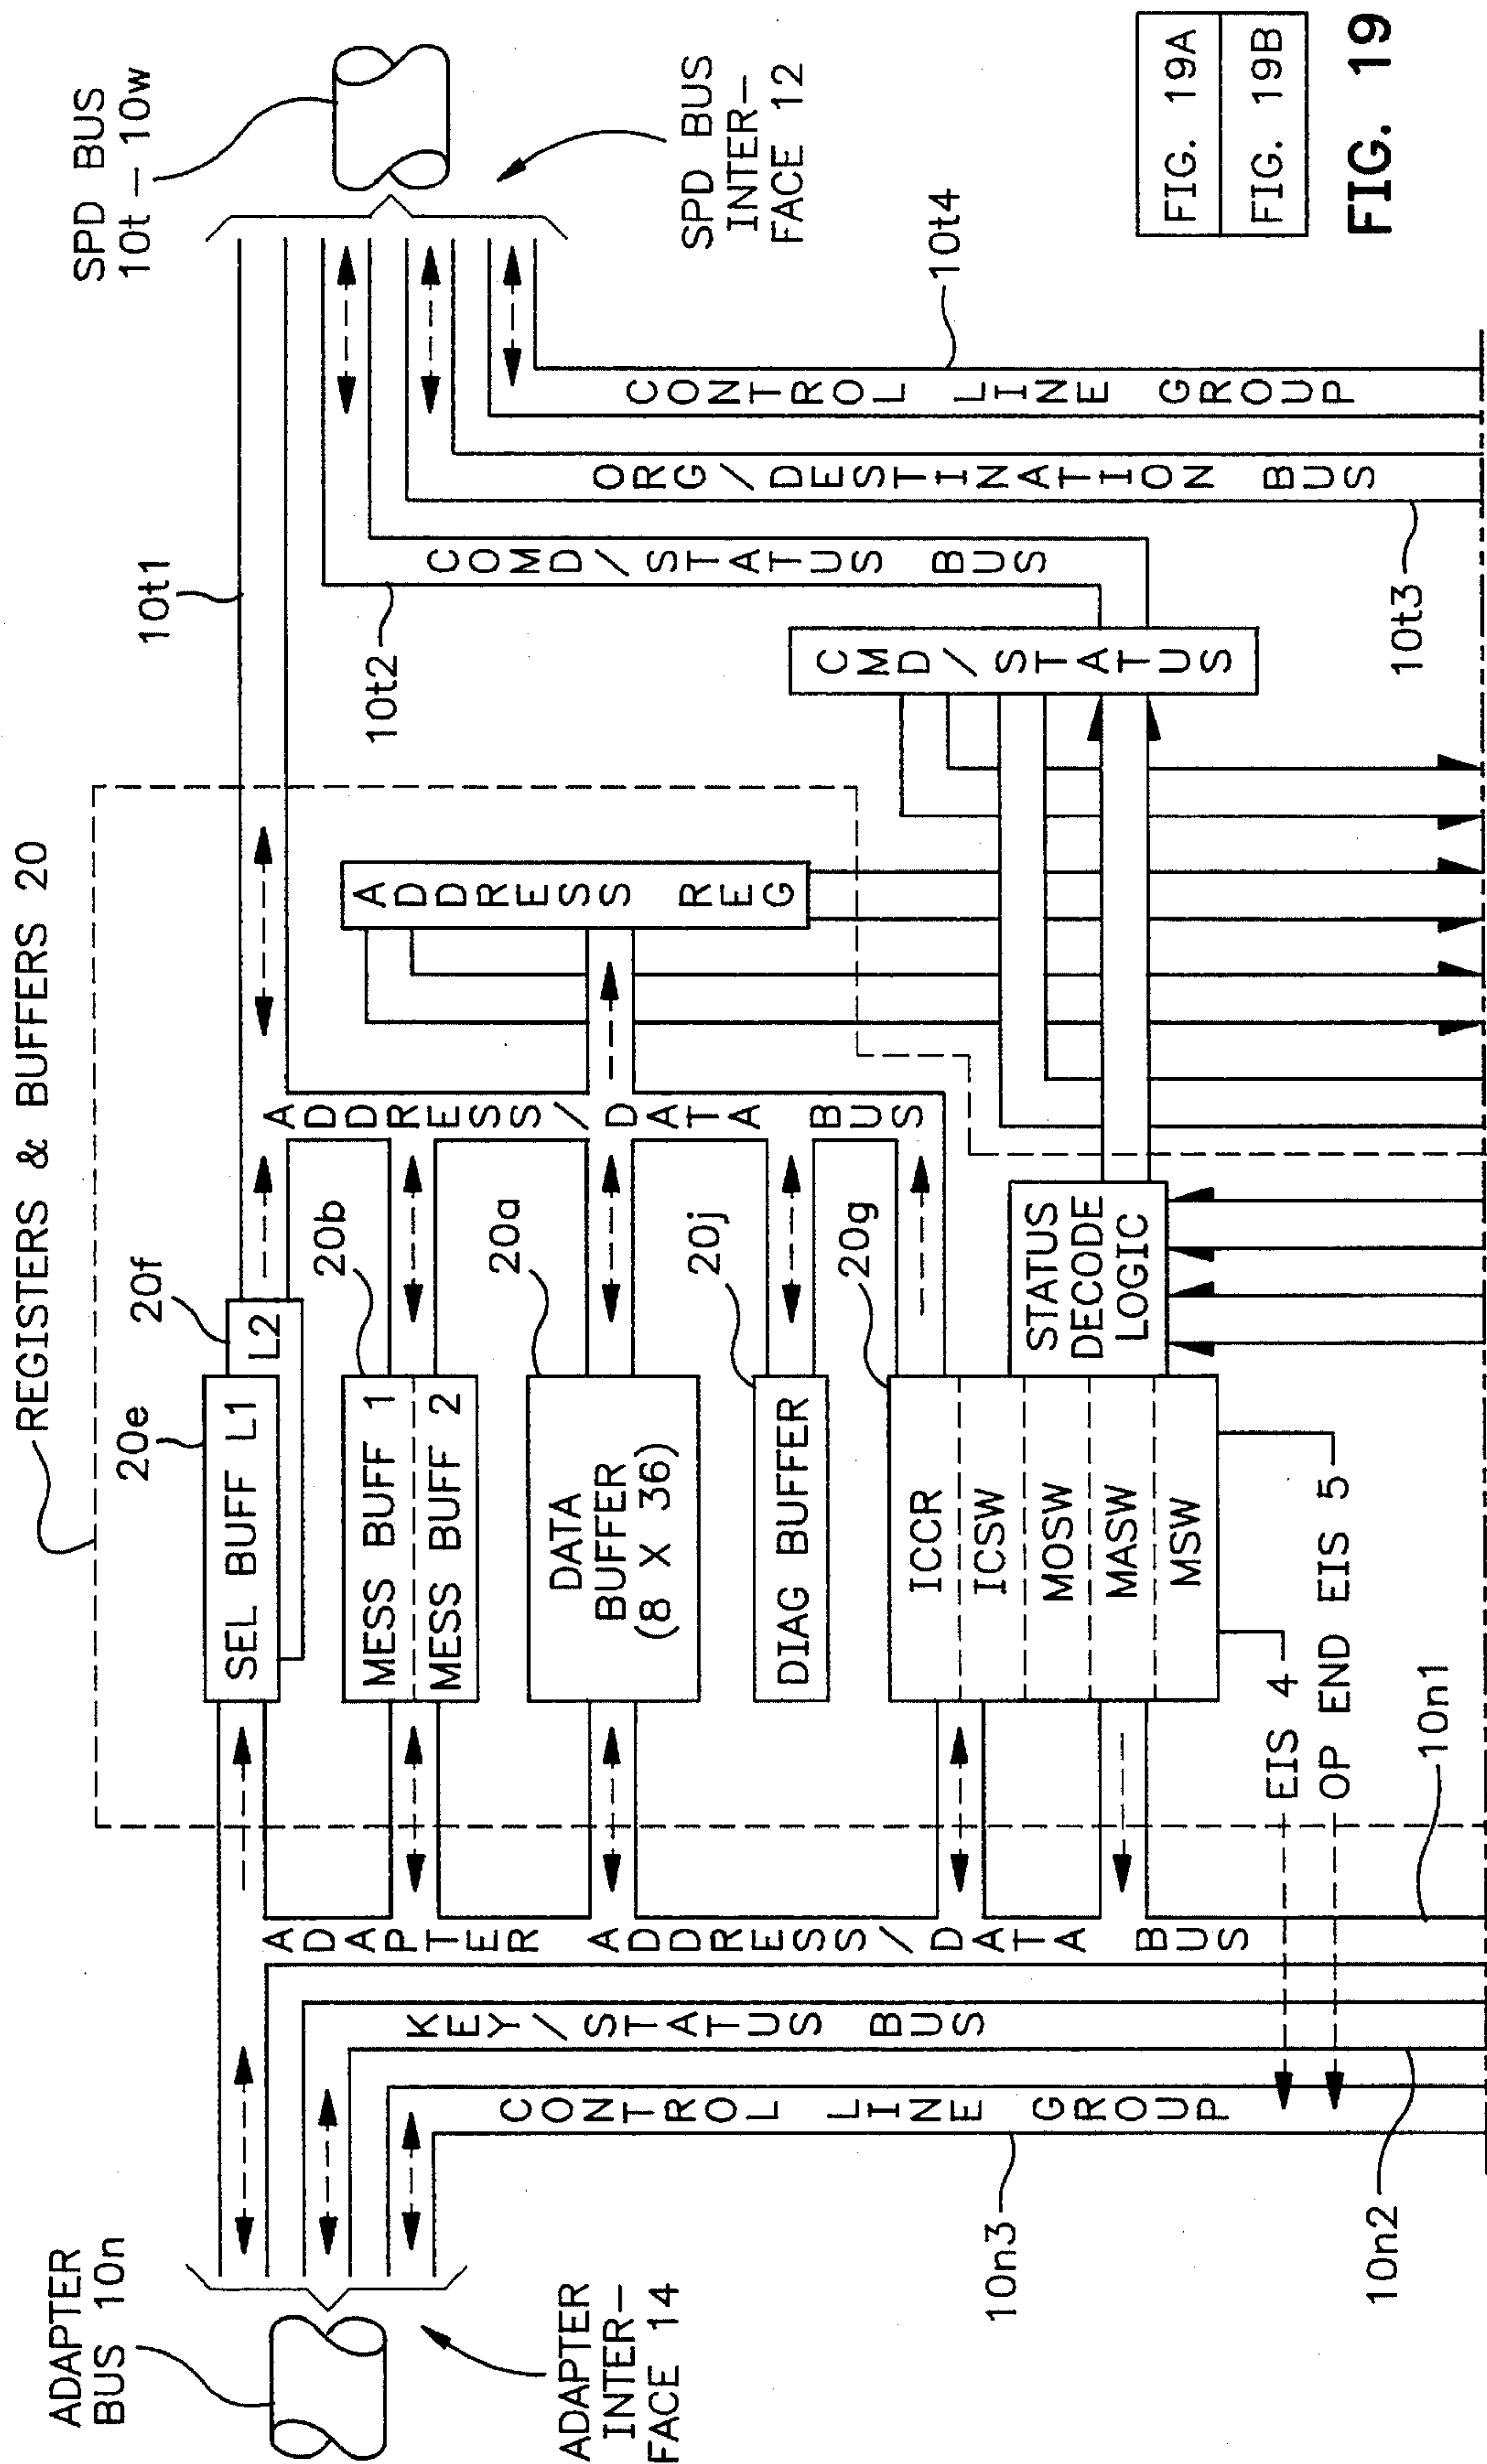 REGISTERS & BUFFERS 20
ADAPTER
BUS 10n
ADAPTER
INTER-
FACE 14
SPD BUS
10t - 10w
SPD BUS
INTER-
FACE 12
20e
20f
SEL BUFF L1
L2
10t1
20b
MESS BUFF 1
MESS BUFF 2
20a
DATA
BUFFER
(8 X 36)
20j
DIAG BUFFER
20g
ICCR
ICSW
MOSW
MASW
MSW
STATUS
DECODE
LOGIC
EIS 4
OP END EIS 5
ADAPTER ADDRESS/DATA BUS
10n1
KEY/STATUS BUS
10n2
CONTROL LINE GROUP
10n3
ADDRESS/DATA BUS
ADDRESS REG
CMD/STATUS
COMD/STATUS BUS
10t2
ORG/DESTINATION BUS
10t3
CONTROL LINE GROUP
10t4
FIG. 19A
FIG. 19B
FIG. 19